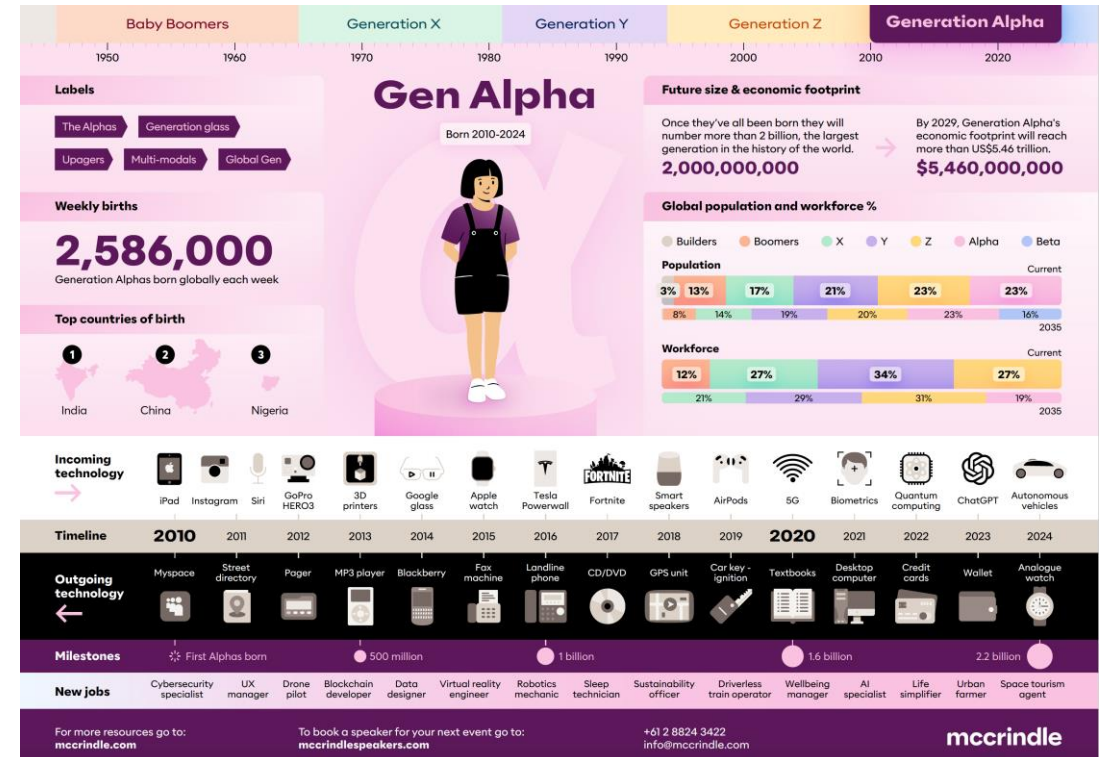 Baby Boomers
Generation X
Generation Y
Generation Z
Generation Alpha
1950
1960
1970
1980
1990
2000
2010
2020
Labels
The Alphas
Generation glass
Upagers
Multi-modals
Global Gen
Weekly births
2,586,000
Generation Alphas born globally each week
Top countries of birth
1
2
3
India
China
Nigeria
Gen Alpha
Born 2010-2024
Future size & economic footprint
Once they've all been born they will
number more than 2 billion, the largest
generation in the history of the world.
2,000,000,000
By 2029, Generation Alpha's
economic footprint will reach
more than US$5.46 trillion.
$5,460,000,000
Global population and workforce %
Builders
Boomers
X
Y
Z
Alpha
Beta
Population
Current
3%
13%
17%
21%
23%
23%
8%
14%
19%
20%
23%
16%
2035
Workforce
Current
12%
27%
34%
27%
21%
29%
31%
19%
2035
Incoming
technology
iPad
Instagram
Siri
GoPro
HERO3
3D
printers
Google
glass
Apple
watch
Tesla
Powerwall
FORTNITE
Fortnite
Smart
speakers
AirPods
5G
Biometrics
Quantum
computing
ChatGPT
Autonomous
vehicles
Timeline
2010
2011
2012
2013
2014
2015
2016
2017
2018
2019
2020
2021
2022
2023
2024
Outgoing
technology
Myspace
Street
directory
Pager
MP3 player
Blackberry
Fax
machine
Landline
phone
CD/DVD
GPS unit
Car key -
ignition
Textbooks
Desktop
computer
Credit
cards
Wallet
Analogue
watch
Milestones
First Alphas born
500 million
1 billion
1.6 billion
2.2 billion
New jobs
Cybersecurity
specialist
UX
manager
Drone
pilot
Blockchain
developer
Data
designer
Virtual reality
engineer
Robotics
mechanic
Sleep
technician
Sustainability
officer
Driverless
train operator
Wellbeing
manager
AI
specialist
Life
simplifier
Urban
farmer
Space tourism
agent
For more resources go to:
mccrindle.com
To book a speaker for your next event go to:
mccrindlespeakers.com
+61 2 8824 3422
info@mccrindle.com
mccrindle